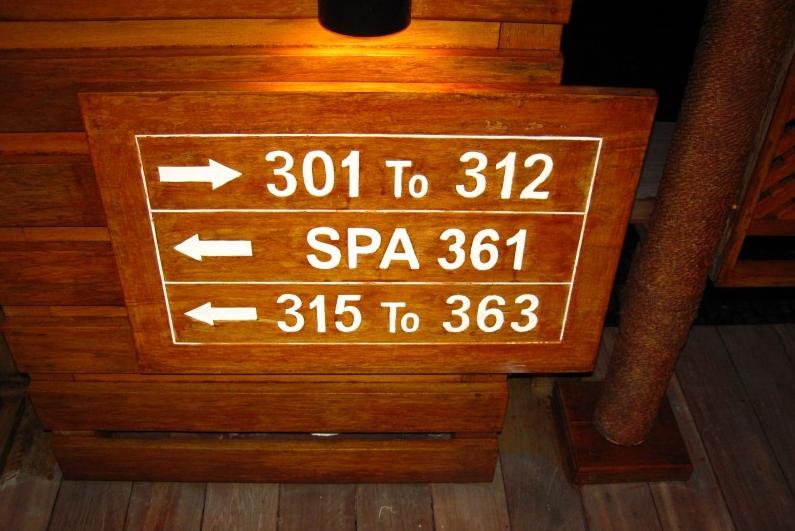 → 301 To 312
← SPA 361
← 315 To 363